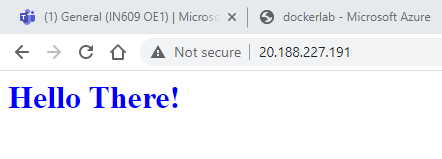 (1) General (IN609 OE1) | Microso
dockerlab - Microsoft Azure
Not secure | 20.188.227.191
Hello There!